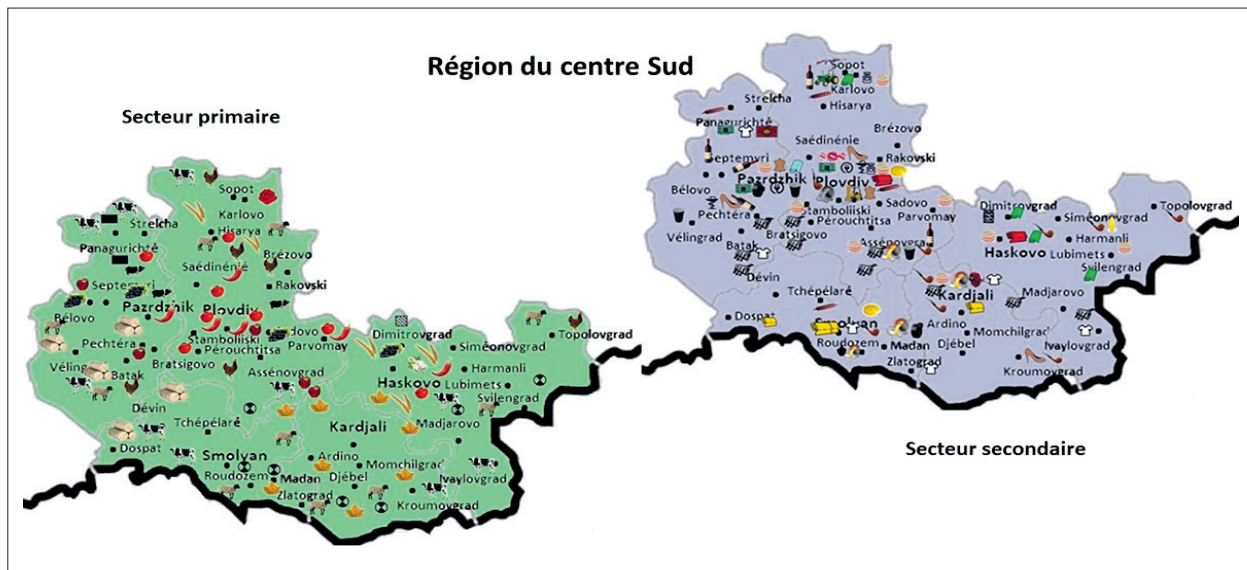 Région du centre Sud
Secteur primaire
Sopot
Karlovo
Strelcha
Hisarya
Panagurichté
Brézovo
Saédinénie
Septemvri
Rakovski
Pazrdzhik
Plovdiv
Bélovo
Stamboliiski
Parvomay
Dimitrovgrad
Topolovgrad
Pechtéra
Pérouchtitsa
Siméonovgrad
Bratsigovo
Harmanli
Batak
Assénovgrad
Haskovo
Lubimets
Svilengrad
Dévin
Tchépélaré
Kardjali
Madjarovo
Dospat
Smolyan
Ardino
Momchilgrad
Roudozem
Madan
Djébel
Ivaylovgrad
Zlatograd
Kroumovgrad
Sopot
Karlovo
Strelcha
Hisarya
Panagurichté
Brézovo
Saédinénie
Septemvri
Rakovski
Pazrdzhik
Plovdiv
Bélovo
Sadovo
Dimitrovgrad
Topolovgrad
Stamboliiski
Parvomay
Siméonovgrad
Pechtéra
Pérouchtitsa
Vélingrad
Bratsigovo
Harmanli
Batak
Assénovgrad
Haskovo
Lubimets
Svilengrad
Dévin
Tchépélaré
Kardjali
Madjarovo
Dospat
Smolyan
Ardino
Momchilgrad
Ivaylovgrad
Roudozem
Madan
Djébel
Zlatograd
Kroumovgrad
Secteur secondaire